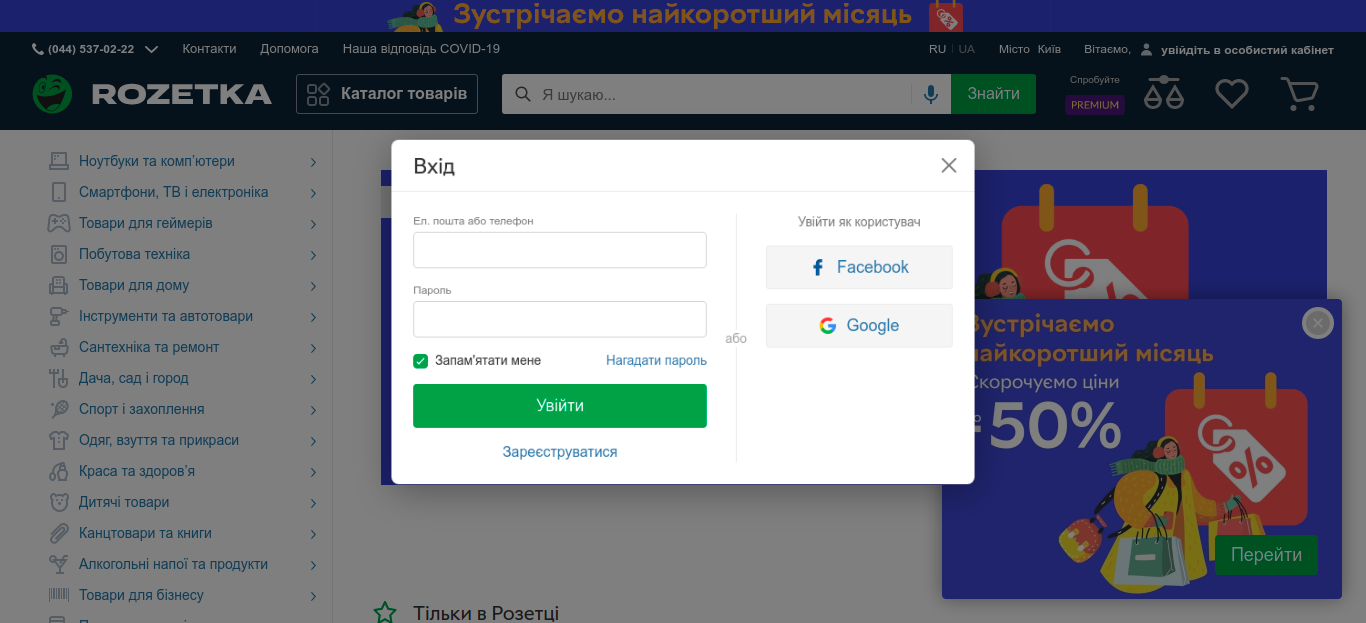 Зустрічаємо найкоротший місяць
(044) 537-02-22
Контакти
Допомога
Наша відповідь COVID-19
RU UA
Місто Київ
Вітаємо, увійдіть в особистий кабінет
ROZETKA
Каталог товарів
Я шукаю...
Знайти
Спробуйте
PREMIUM
Ноутбуки та комп'ютери
Смартфони, ТВ і електроніка
Товари для геймерів
Побутова техніка
Товари для дому
Інструменти та автотовари
Сантехніка та ремонт
Дача, сад і город
Спорт і захоплення
Одяг, взуття та прикраси
Краса та здоров'я
Дитячі товари
Канцтовари та книги
Алкогольні напої та продукти
Товари для бізнесу
Вхід
Ел. пошта або телефон
Пароль
Запам'ятати мене
Нагадати пароль
Увійти
Зареєструватися
або
Увійти як користувач
Facebook
Google
%
Зустрічаємо
найкоротший місяць
Скорочуємо ціни
50%
%
Перейти
Тільки в Розетці